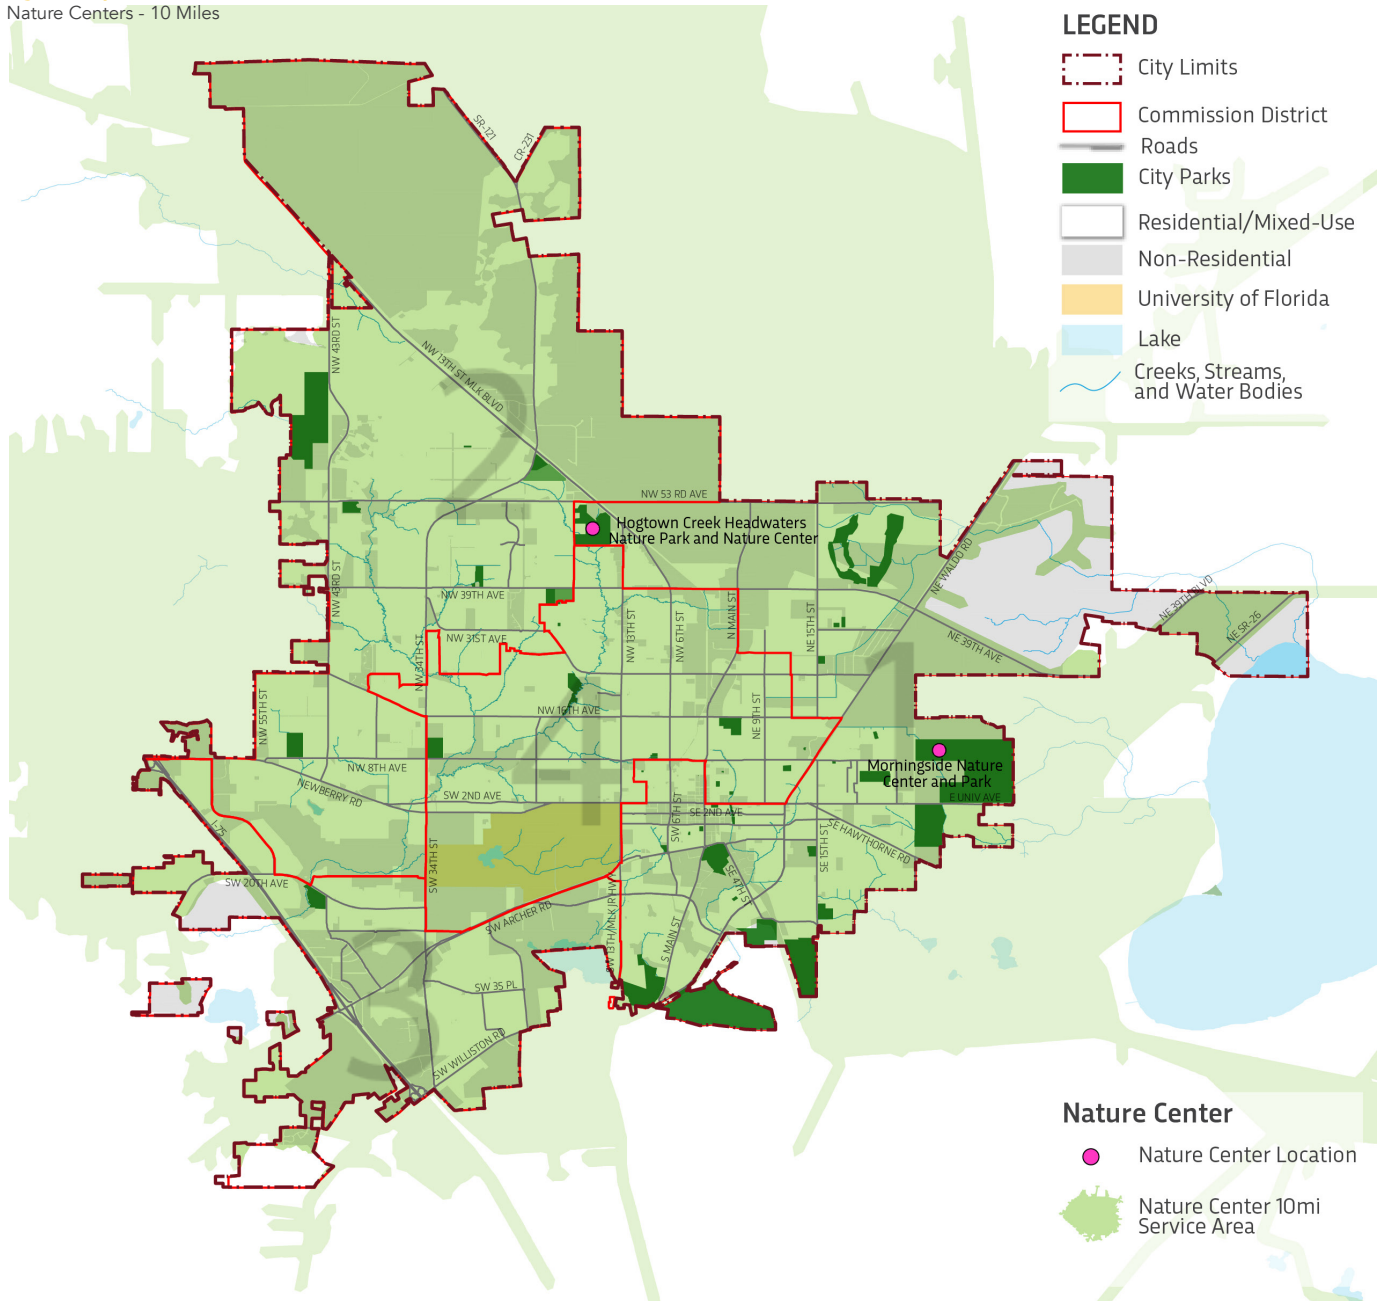 Nature Centers - 10 Miles
LEGEND
City Limits
Commission District
Roads
City Parks
Residential/Mixed-Use
Non-Residential
University of Florida
Lake
Creeks, Streams,
and Water Bodies
SR-121
CR-231
NW 43RD ST
NW 13TH ST MLK BLVD
2
NW 53 RD AVE
Hogtown Creek Headwaters
Nature Park and Nature Center
NE WALDO RD
NE 39TH BLVD
NE SR-26
NW 43RD ST
NW 39TH AVE
NW 31ST AVE
NW 34TH ST
NW 13TH ST
NW 6TH ST
N MAIN ST
NE 15TH ST
NE 39TH AVE
1
NW 55TH ST
NW 16TH AVE
NE 9TH ST
4
Morningside Nature
Center and Park
NW 8TH AVE
NEWBERRY RD
SW 2ND AVE
E UNIV AVE
SW 6TH ST
SE 2ND AVE
I-75
SW 34TH ST
SE 15TH ST
SE HAWTHORNE RD
SW 20TH AVE
SE 4TH ST
SW ARCHER RD
SW 13TH/MLK JR HWY
S MAIN ST
3
SW 35 PL
SW WILLISTON RD
Nature Center
Nature Center Location
Nature Center 10mi
Service Area